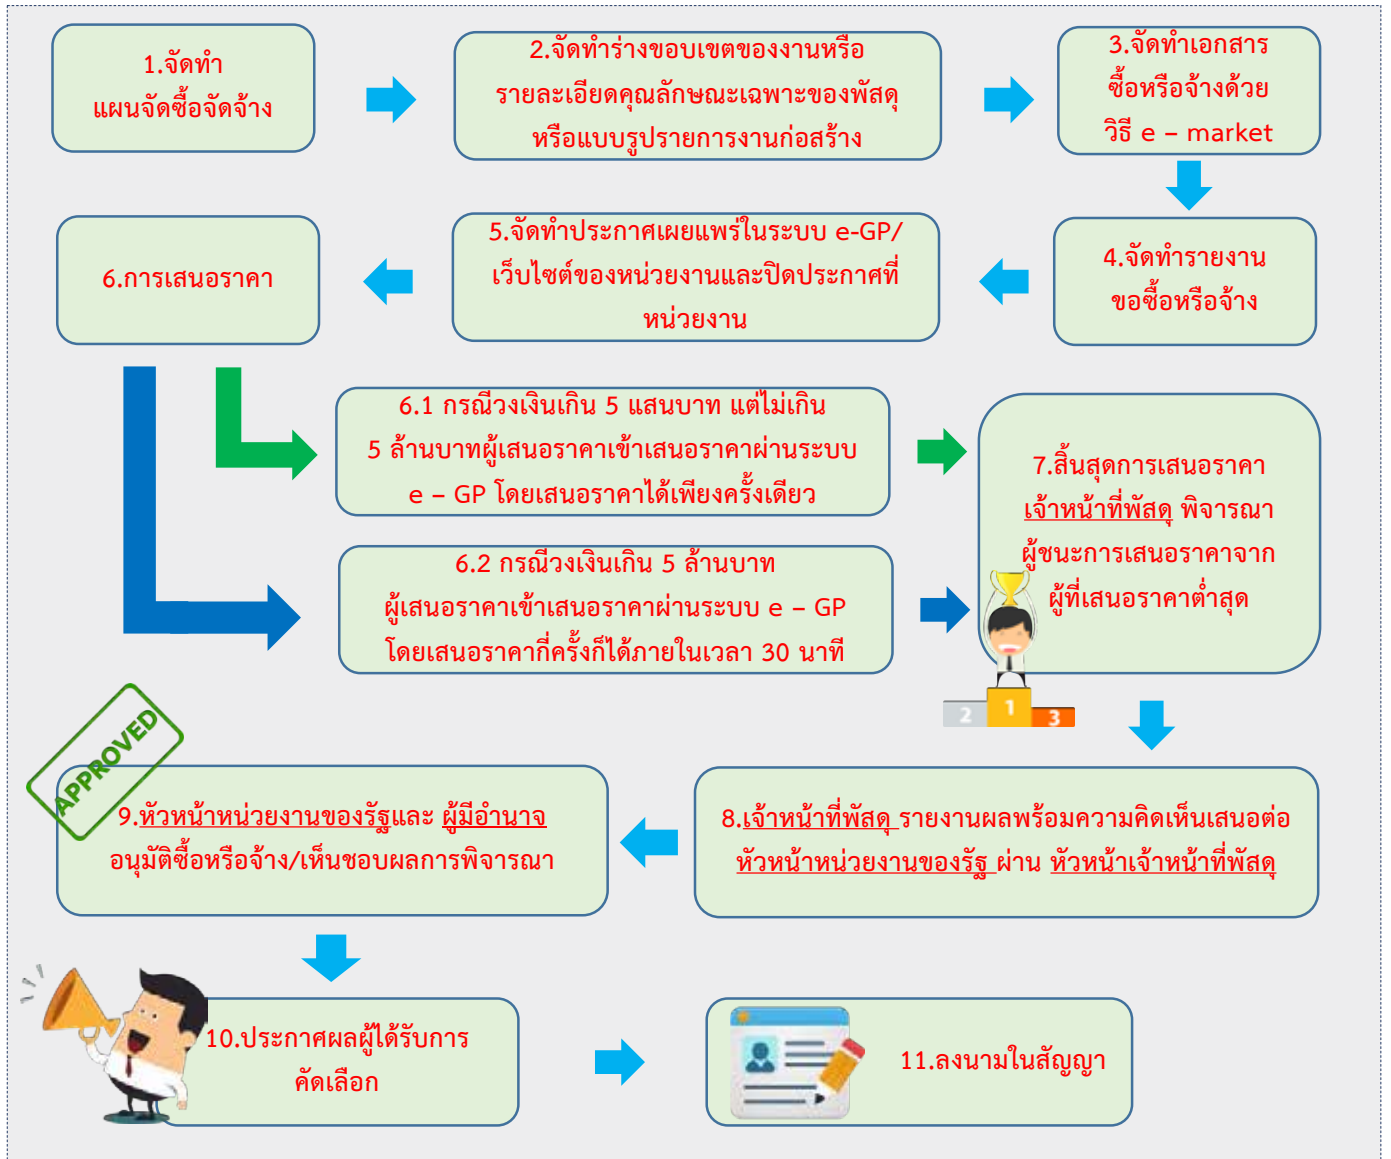 1.จัดทำ
แผนจัดซื้อจัดจ้าง
2.จัดทำร่างขอบเขตของงานหรือ
รายละเอียดคุณลักษณะเฉพาะของพัสดุ
หรือแบบรูปรายการงานก่อสร้าง
3.จัดทำเอกสาร
ซื้อหรือจ้างด้วย
วิธี e – market
4.จัดทำรายงาน
ขอซื้อหรือจ้าง
5.จัดทำประกาศเผยแพร่ในระบบ e-GP/
เว็บไซต์ของหน่วยงานและปิดประกาศที่
หน่วยงาน
6.การเสนอราคา
6.1 กรณีวงเงินเกิน 5 แสนบาท แต่ไม่เกิน
5 ล้านบาทผู้เสนอราคาเข้าเสนอราคาผ่านระบบ
e – GP โดยเสนอราคาได้เพียงครั้งเดียว
6.2 กรณีวงเงินเกิน 5 ล้านบาท
ผู้เสนอราคาเข้าเสนอราคาผ่านระบบ e – GP
โดยเสนอราคากี่ครั้งก็ได้ภายในเวลา 30 นาที
7.สิ้นสุดการเสนอราคา
เจ้าหน้าที่พัสดุ พิจารณา
ผู้ชนะการเสนอราคาจาก
ผู้ที่เสนอราคาต่ำสุด
2 1 3
8.เจ้าหน้าที่พัสดุ รายงานผลพร้อมความคิดเห็นเสนอต่อ
หัวหน้าหน่วยงานของรัฐ ผ่าน หัวหน้าเจ้าหน้าที่พัสดุ
APPROVED
9.หัวหน้าหน่วยงานของรัฐและ ผู้มีอำนาจ
อนุมัติซื้อหรือจ้าง/เห็นชอบผลการพิจารณา
10.ประกาศผลผู้ได้รับการ
คัดเลือก
11.ลงนามในสัญญา